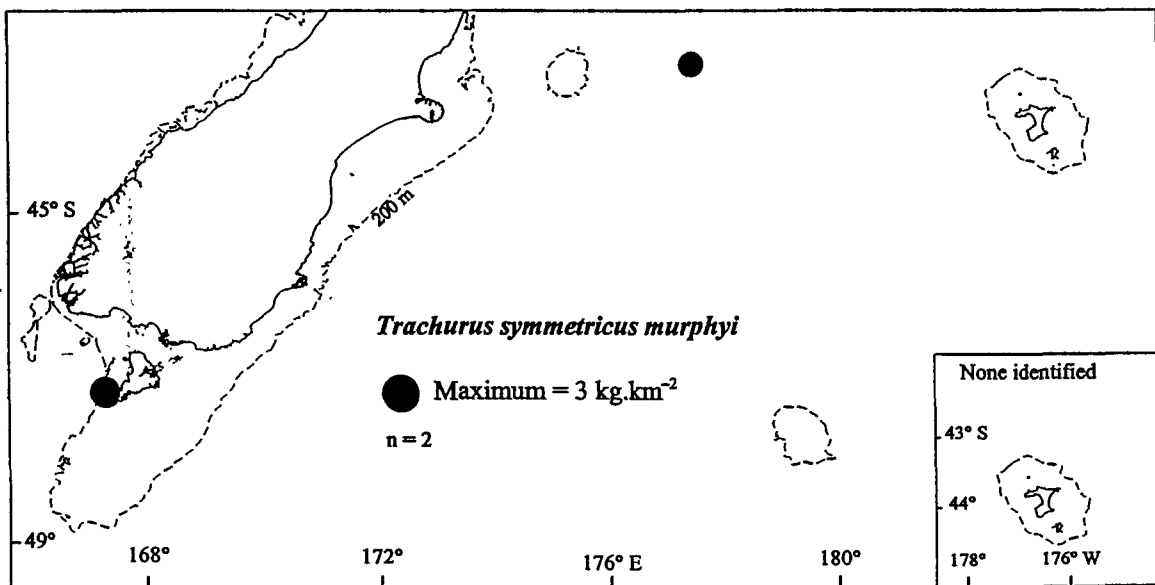 45° S
200 m
Trachurus symmetricus murphyi
Maximum = 3 kg.km⁻²
n = 2
None identified
43° S
44°
49°
168°
172°
176° E
180°
178°
176° W